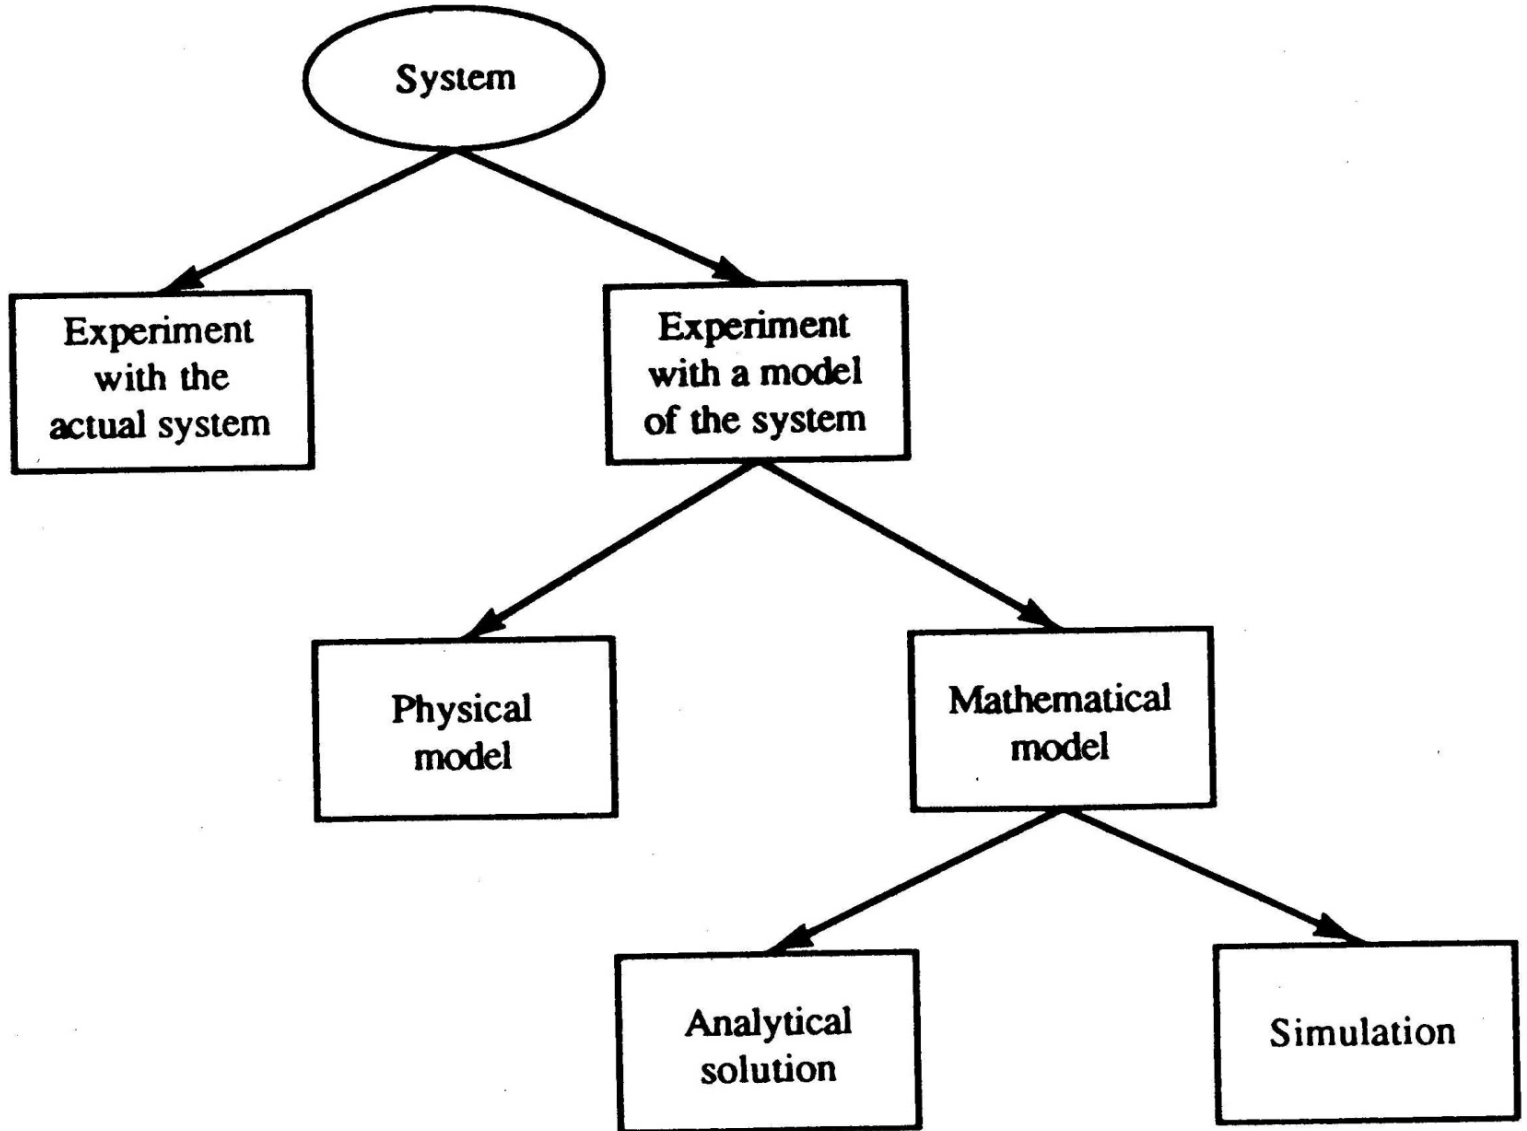 System
Experiment
with the
actual system
Experiment
with a model
of the system
Physical
model
Mathematical
model
Analytical
solution
Simulation